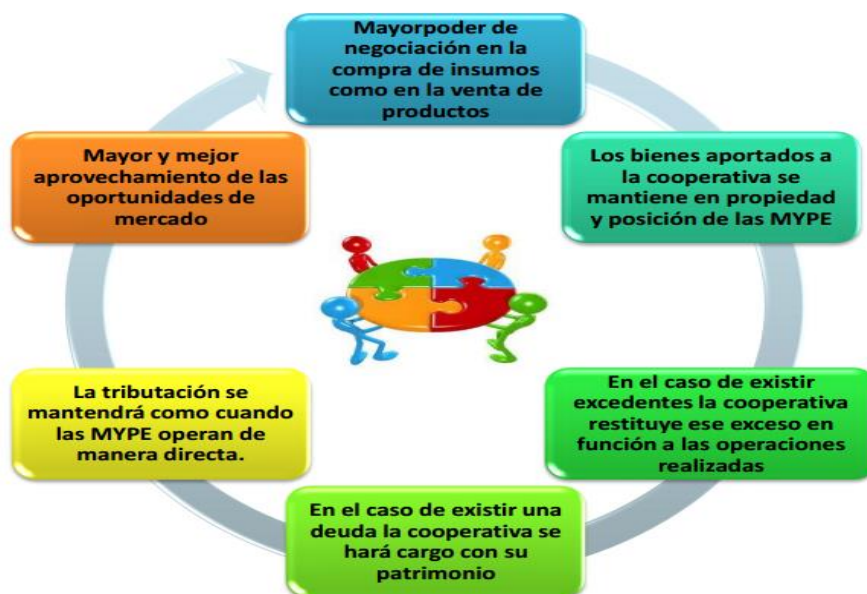 Mayorpoder de
negociación en la
compra de insumos
como en la venta de
productos
Los bienes aportados a
la cooperativa se
mantiene en propiedad
y posición de las MYPE
En el caso de existir
excedentes la cooperativa
restituye ese exceso en
función a las operaciones
realizadas
En el caso de existir una
deuda la cooperativa se
hará cargo con su
patrimonio
La tributación se
mantendrá como cuando
las MYPE operan de
manera directa.
Mayor y mejor
aprovechamiento de las
oportunidades de
mercado